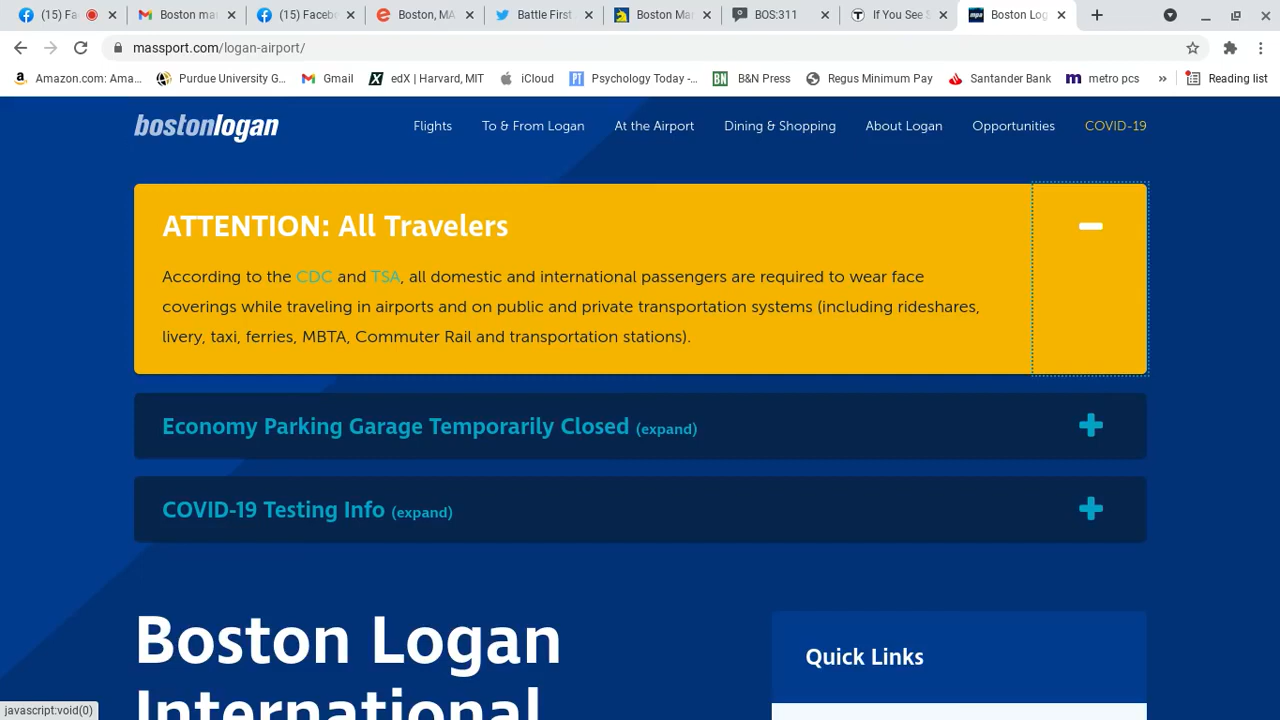 (15) Fa
Boston ma
(15) Faceb
Boston, MA
Battle First
Boston Ma
BOS:311
If You See S
Boston Log
massport.com/logan-airport/
Amazon.com: Ama...
Purdue University G...
Gmail
edX | Harvard, MIT
iCloud
Psychology Today -...
B&N Press
Regus Minimum Pay
Santander Bank
metro pcs
»
Reading list
bostonlogan
Flights
To & From Logan
At the Airport
Dining & Shopping
About Logan
Opportunities
COVID-19
ATTENTION: All Travelers
According to the CDC and TSA, all domestic and international passengers are required to wear face
coverings while traveling in airports and on public and private transportation systems (including rideshares,
livery, taxi, ferries, MBTA, Commuter Rail and transportation stations).
Economy Parking Garage Temporarily Closed (expand)
COVID-19 Testing Info (expand)
Boston Logan
International
Quick Links
javascript:void(0)